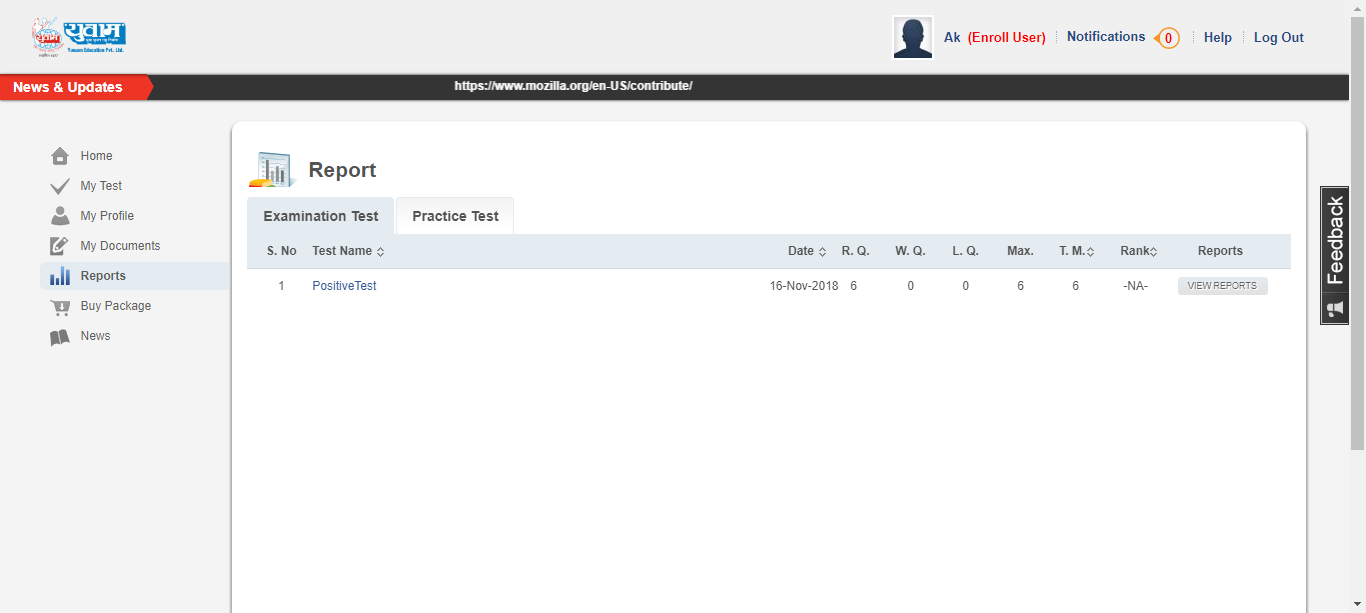 युवाम
Yuwam Education Pvt. Ltd.
Ak (Enroll User) Notifications 0 Help Log Out
News & Updates
https://www.mozilla.org/en-US/contribute/
Home
My Test
My Profile
My Documents
Reports
Buy Package
News
Report
Examination Test Practice Test
S. No Test Name Date R. Q. W. Q. L. Q. Max. T. M. Rank Reports
1 PositiveTest 16-Nov-2018 6 0 0 6 6 -NA- VIEW REPORTS
Feedback